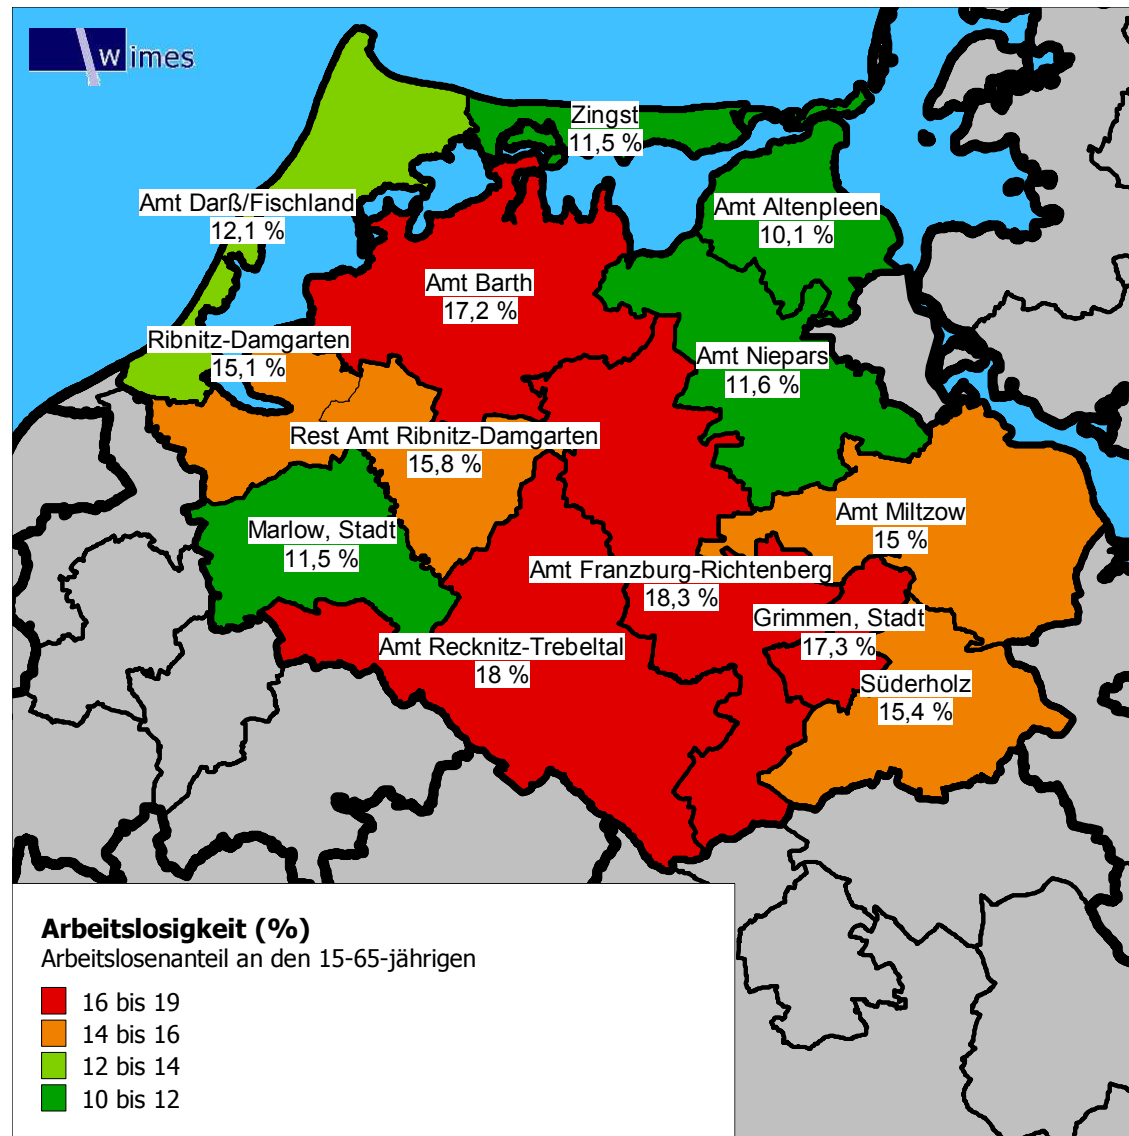 wimes
Zingst
11,5 %
Amt Darß/Fischland
12,1 %
Amt Altenpleen
10,1 %
Amt Barth
17,2 %
Ribnitz-Damgarten
15,1 %
Amt Niepars
11,6 %
Rest Amt Ribnitz-Damgarten
15,8 %
Marlow, Stadt
11,5 %
Amt Miltzow
15 %
Amt Franzburg-Richtenberg
18,3 %
Grimmen, Stadt
17,3 %
Amt Recknitz-Trebeltal
18 %
Süderholz
15,4 %
Arbeitslosigkeit (%)
Arbeitslosenanteil an den 15-65-jährigen
16 bis 19
14 bis 16
12 bis 14
10 bis 12